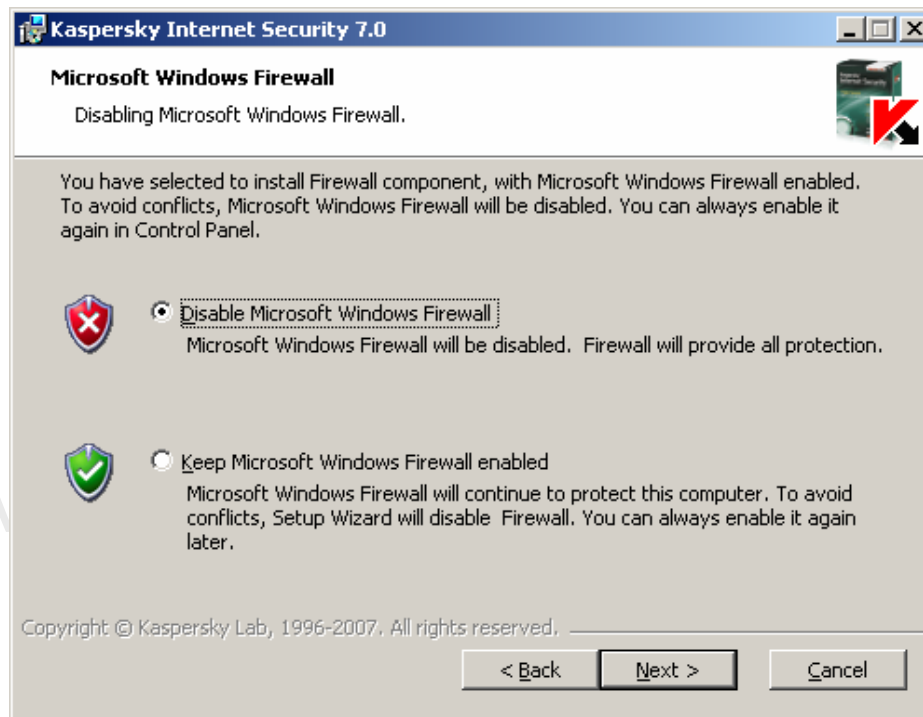 Kaspersky Internet Security 7.0
Microsoft Windows Firewall
Disabling Microsoft Windows Firewall.
You have selected to install Firewall component, with Microsoft Windows Firewall enabled.
To avoid conflicts, Microsoft Windows Firewall will be disabled. You can always enable it
again in Control Panel.
Disable Microsoft Windows Firewall
Microsoft Windows Firewall will be disabled.  Firewall will provide all protection.
Keep Microsoft Windows Firewall enabled
Microsoft Windows Firewall will continue to protect this computer. To avoid
conflicts, Setup Wizard will disable  Firewall. You can always enable it again
later.
Copyright © Kaspersky Lab, 1996-2007. All rights reserved.
< Back
Next >
Cancel